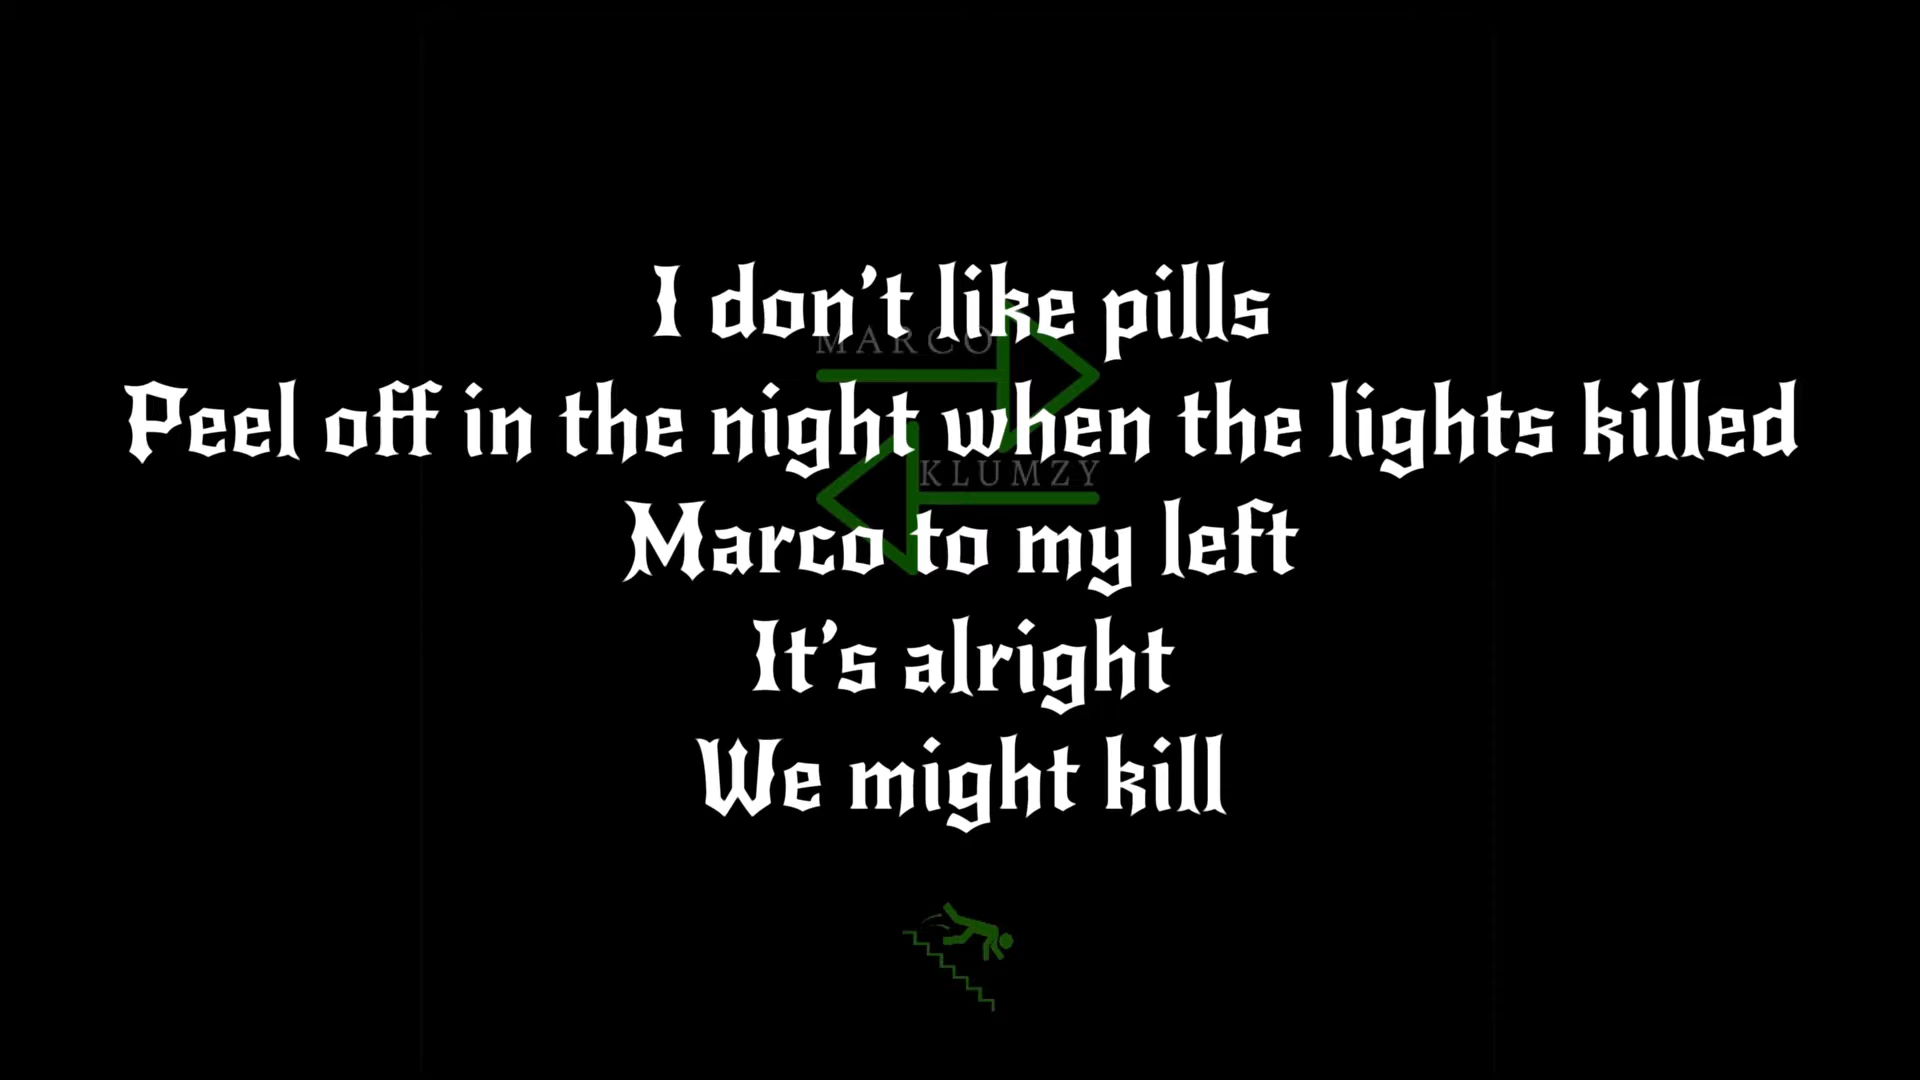 I don't like pills
MARCO
Peel off in the night when the lights killed
KLUMZY
Marco to my left
It's alright
We might kill